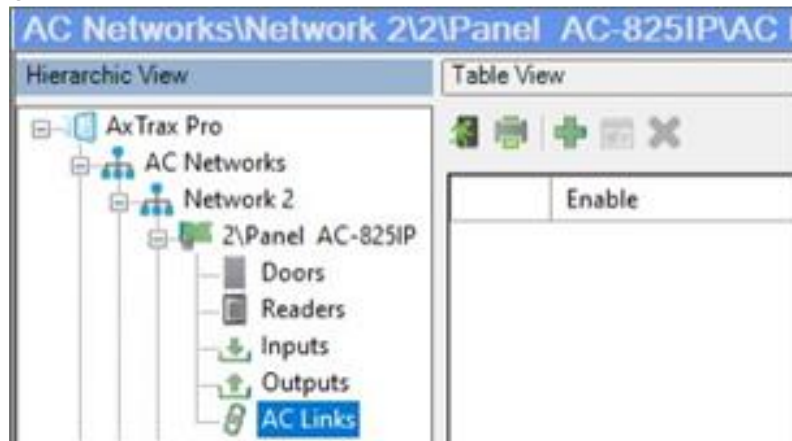 AC Networks\Network 2\2\Panel AC-825IP\AC
Hierarchic View
Table View
AxTrax Pro
AC Networks
Network 2
2\Panel AC-825IP
Doors
Readers
Inputs
Outputs
AC Links
Enable